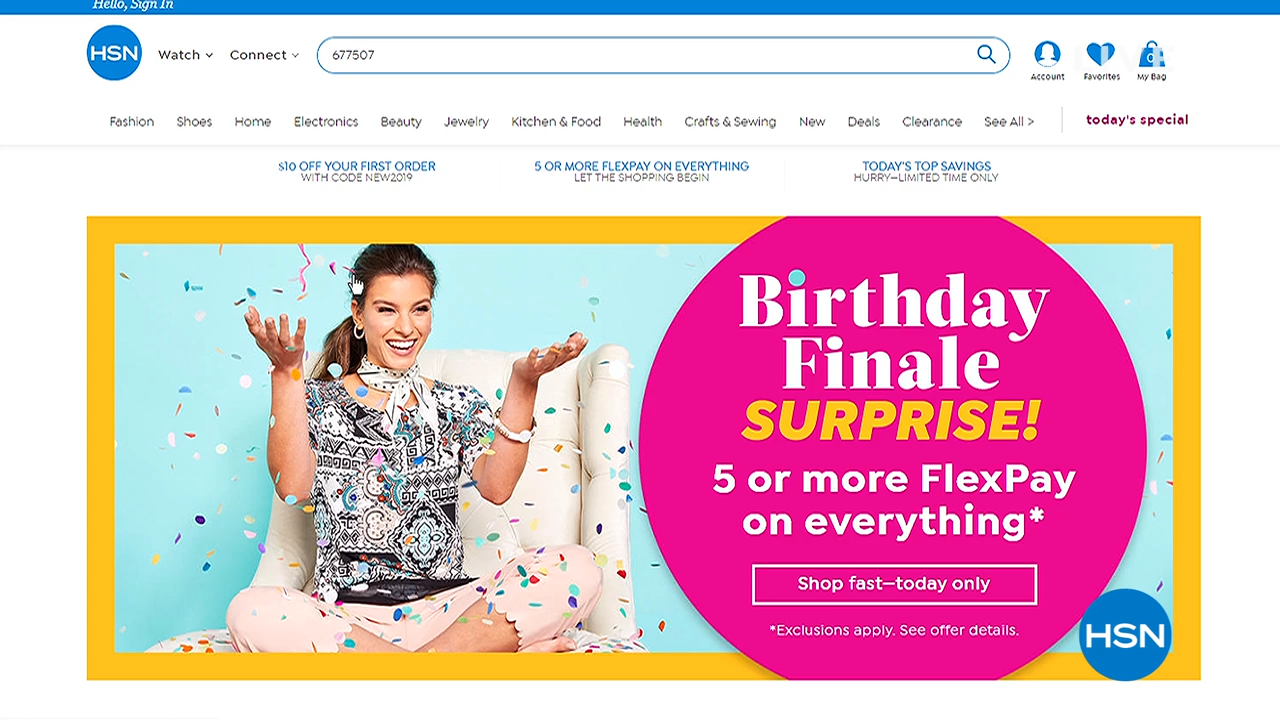 Hello, Sign In
HSN
Watch
Connect
677507
Account
Favorites
0
My Bag
LIVE
Fashion
Shoes
Home
Electronics
Beauty
Jewelry
Kitchen & Food
Health
Crafts & Sewing
New
Deals
Clearance
See All >
today's special
$10 OFF YOUR FIRST ORDER
WITH CODE NEW2019
5 OR MORE FLEXPAY ON EVERYTHING
LET THE SHOPPING BEGIN
TODAY'S TOP SAVINGS
HURRY—LIMITED TIME ONLY
Birthday
Finale
SURPRISE!
5 or more FlexPay
on everything*
Shop fast—today only
*Exclusions apply. See offer details.
HSN